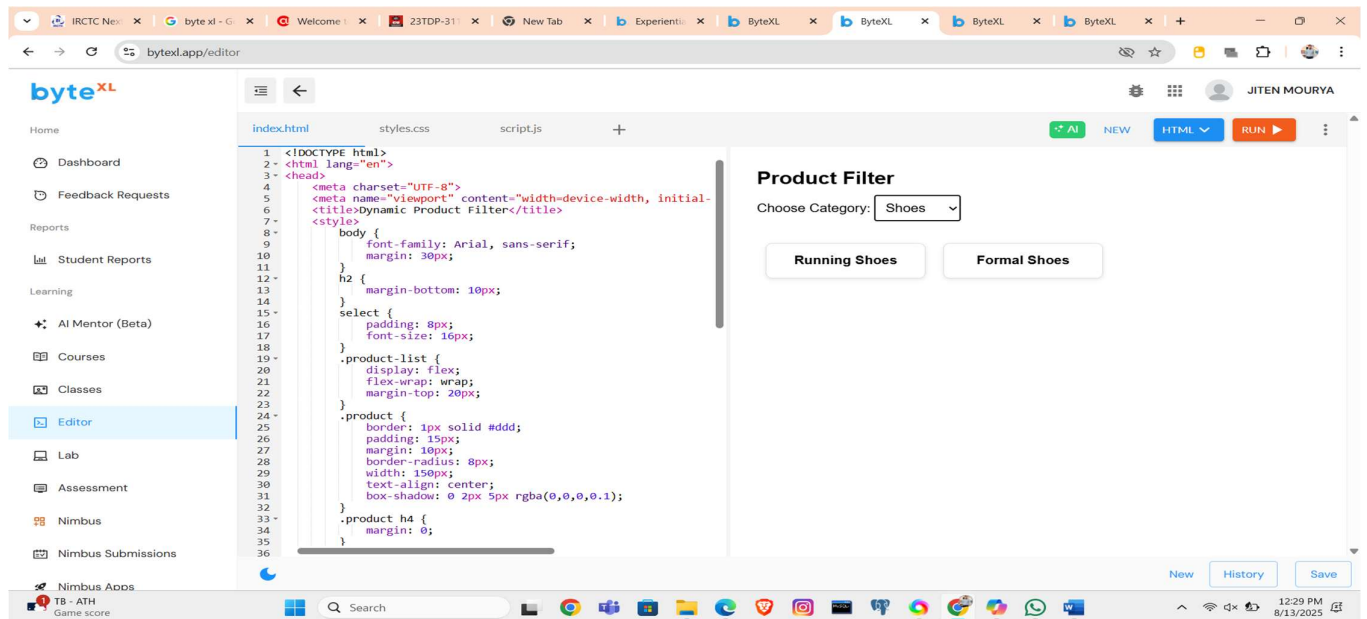 IRCTC Nex
byte xl - G
Welcome t
23TDP-311
New Tab
Experientia
ByteXL
ByteXL
ByteXL
ByteXL
bytexl.app/editor
byteXL
JITEN MOURYA
Home
Dashboard
Feedback Requests
Reports
Student Reports
Learning
AI Mentor (Beta)
Courses
Classes
Editor
Lab
Assessment
Nimbus
Nimbus Submissions
Nimbus Apps
index.html styles.css script.js +
AI NEW HTML RUN
1 <!DOCTYPE html>
2 <html lang="en">
3 <head>
4 <meta charset="UTF-8">
5 <meta name="viewport" content="width=device-width, initial-
6 <title>Dynamic Product Filter</title>
7 <style>
8 body {
9 font-family: Arial, sans-serif;
10 margin: 30px;
11 }
12 h2 {
13 margin-bottom: 10px;
14 }
15 select {
16 padding: 8px;
17 font-size: 16px;
18 }
19 .product-list {
20 display: flex;
21 flex-wrap: wrap;
22 margin-top: 20px;
23 }
24 .product {
25 border: 1px solid #ddd;
26 padding: 15px;
27 margin: 10px;
28 border-radius: 8px;
29 width: 150px;
30 text-align: center;
31 box-shadow: 0 2px 5px rgba(0,0,0,0.1);
32 }
33 .product h4 {
34 margin: 0;
35 }
36
Product Filter
Choose Category: Shoes
Running Shoes
Formal Shoes
New History Save
1
TB - ATH
Game score
Search
12:29 PM
8/13/2025